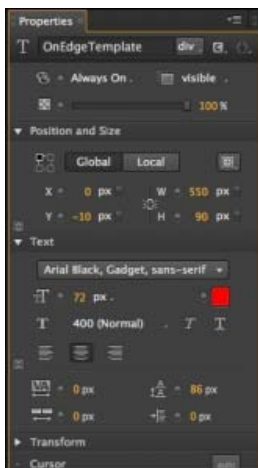 Properties
T OnEdgeTemplate div
Always On visible
100 %
Position and Size
Global Local
X 0 px W 550 px
Y -10 px H 90 px
Text
Arial Black, Gadget, sans-serif
T 72 px
T 400 (Normal) T T
0 px 86 px
0 px 0 px
Transform
Cursor